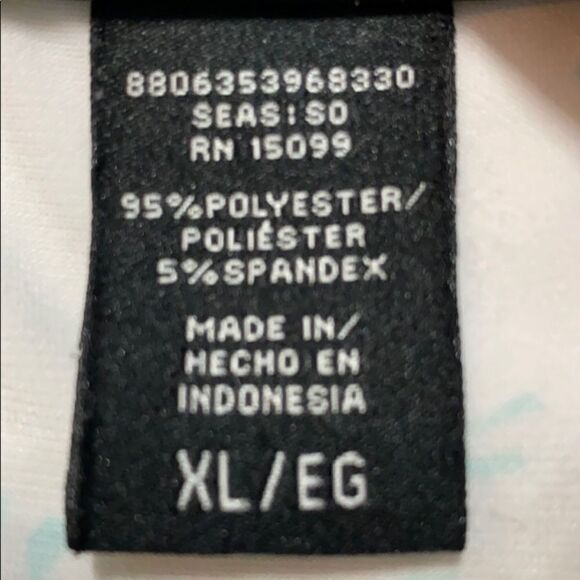 8806353968330
SEAS:SO
RN 15099
95%POLYESTER/
POLIÉSTER
5%SPANDEX
MADE IN/
HECHO EN
INDONESIA
XL/EG